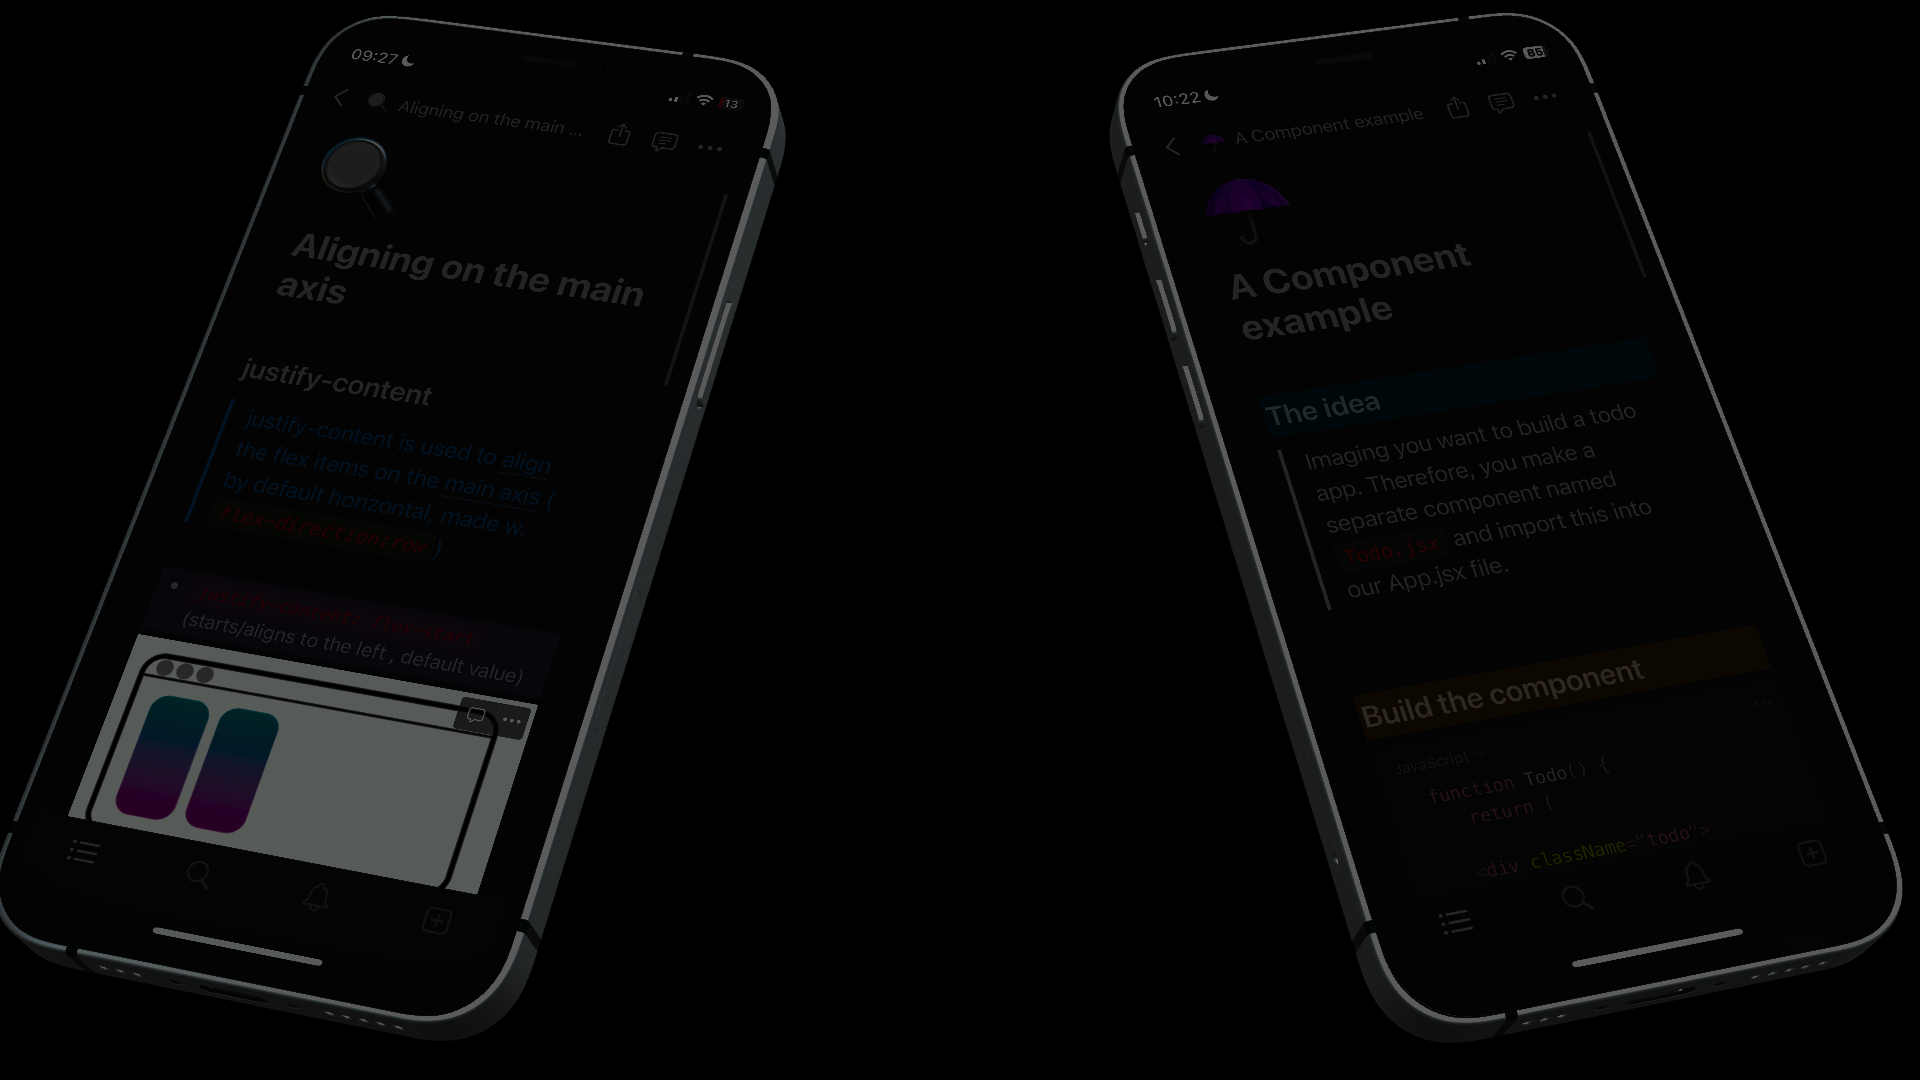 09:27
13
Aligning on the main ...
Aligning on the main
axis
justify-content
justify-content is used to align
the flex items on the main axis (
by default horizontal, made w.
flex-direction:row )
justify-content: flex-start
(starts/aligns to the left , default value)
10:22
85
A Component example
A Component
example
The idea
Imaging you want to build a todo
app. Therefore, you make a
separate component named
Todo.jsx and import this into
our App.jsx file.
Build the component
JavaScript
function Todo() {
return (
<div className="todo">